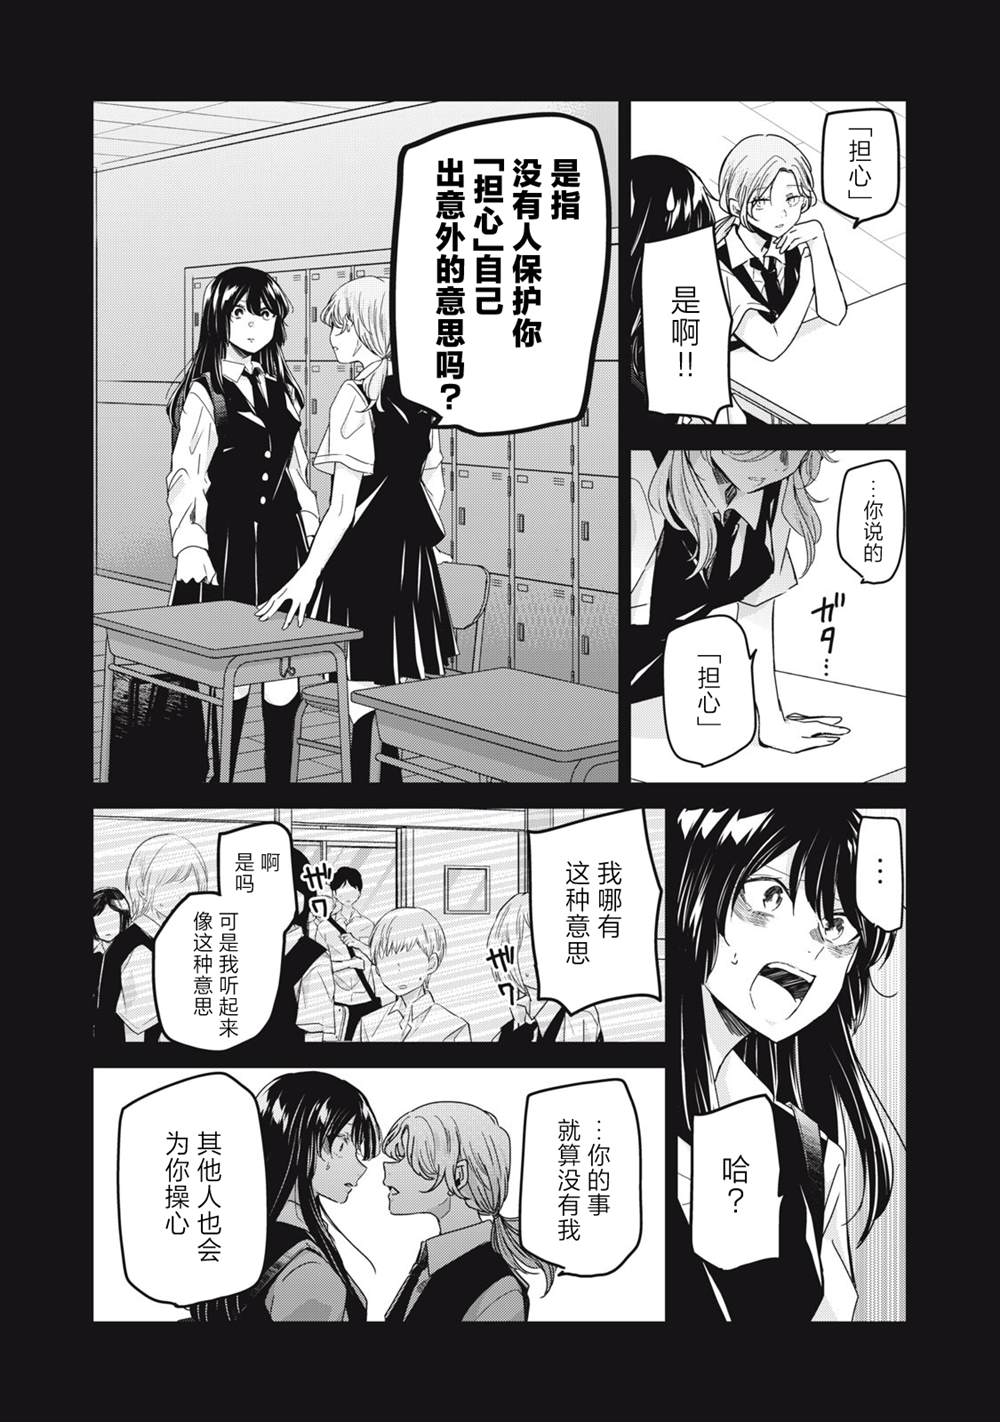 「担心」
是啊!!
…你说的
ガタ…
「担心」
是指
没有人保护你
「担心」自己
出意外的意思吗？
…
哈？
我哪有
这种意思
ザワ
ザワ
啊
是吗
可是我听起来
像这种意思
…你的事
就算没有我
其他人也会
为你操心